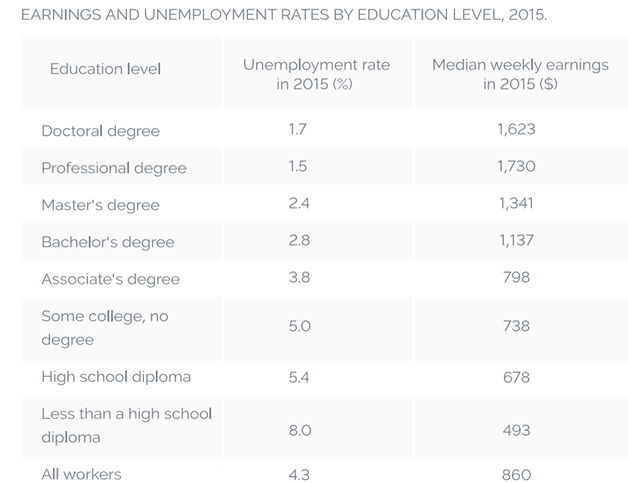 EARNINGS AND UNEMPLOYMENT RATES BY EDUCATION LEVEL, 2015.
Education level
Unemployment rate
in 2015 (%)
Median weekly earnings
in 2015 ($)
Doctoral degree 1.7 1,623
Professional degree 1.5 1,730
Master's degree 2.4 1,341
Bachelor's degree 2.8 1,137
Associate's degree 3.8 798
Some college, no
degree
5.0 738
High school diploma 5.4 678
Less than a high school
diploma
8.0 493
All workers 4.3 860